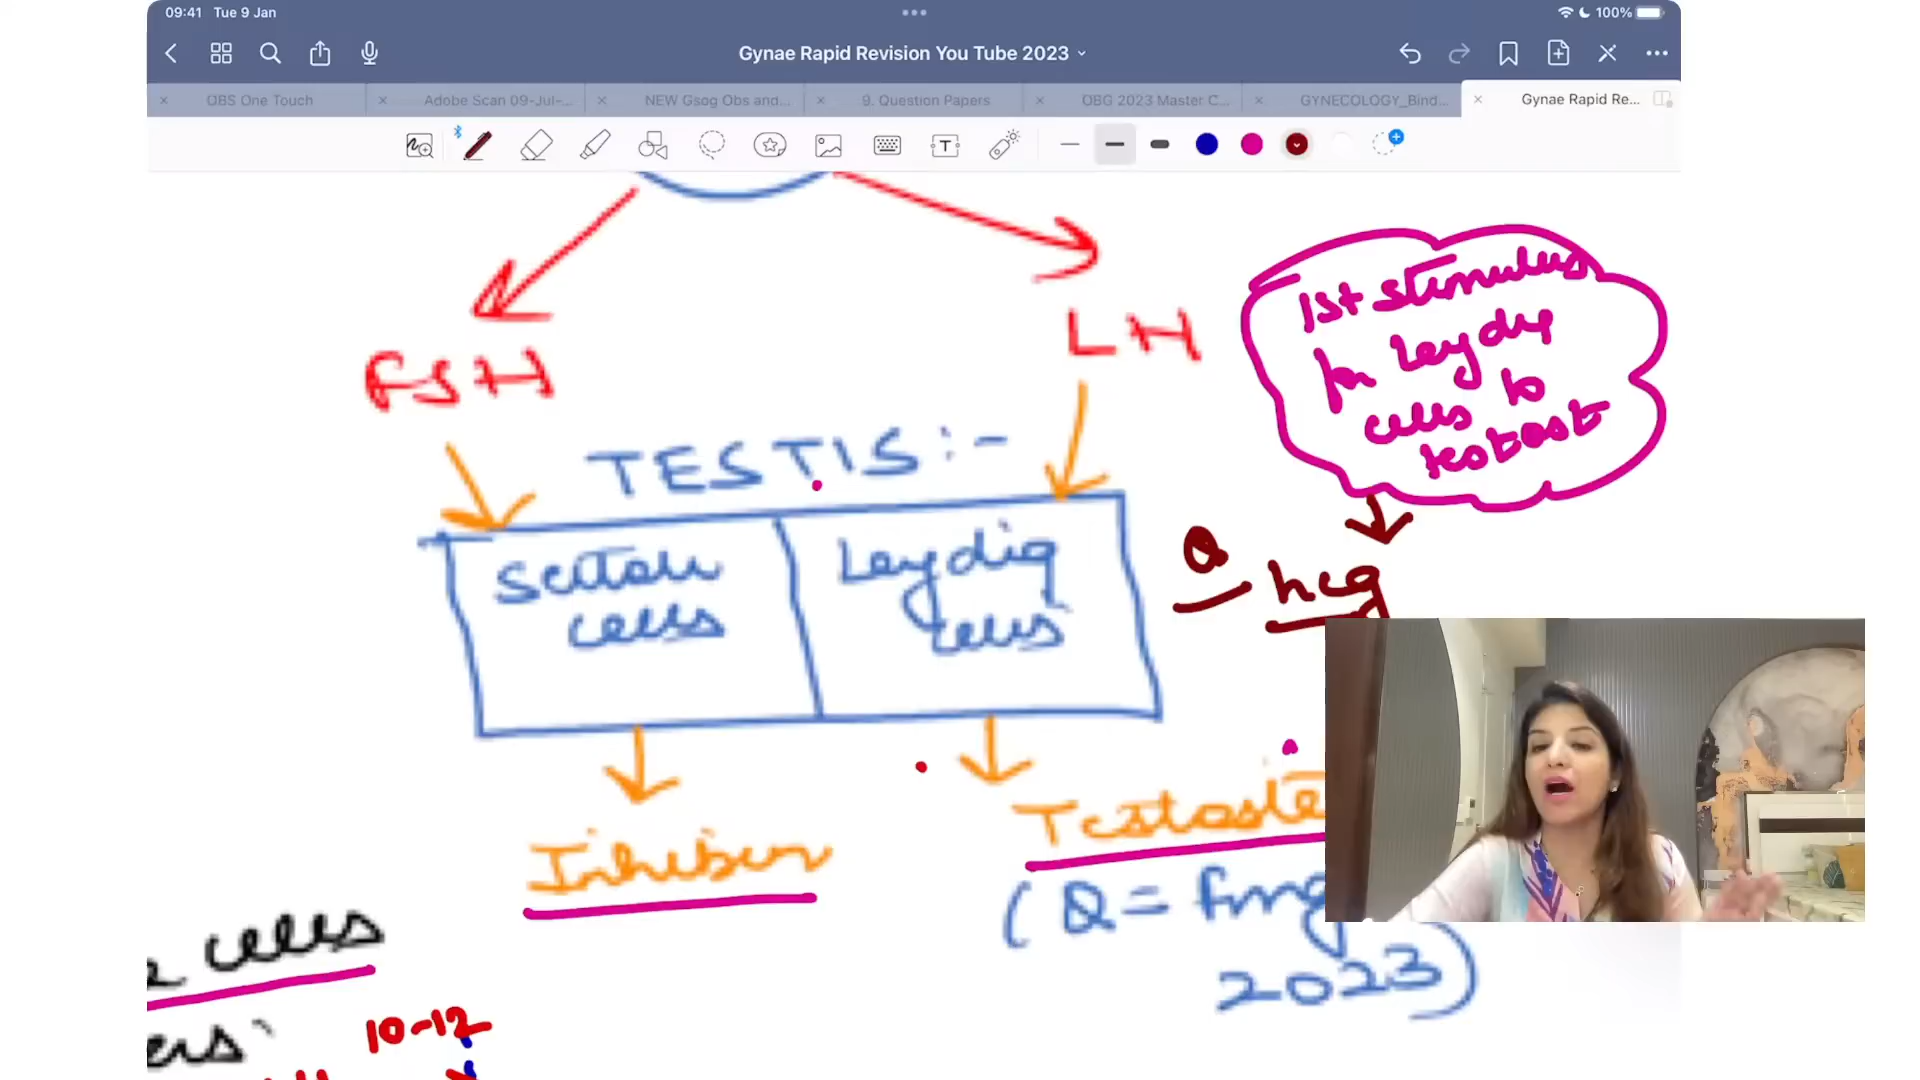 09:41 Tue 9 Jan
100%
Gynae Rapid Revision You Tube 2023
OBS One Touch
Adobe Scan 09-Jul-...
NEW Gsog Obs and...
9. Question Papers
OBG 2023 Master C...
GYNECOLOGY_Bind...
Gynae Rapid Re...
FSH
LH
1st stimulus
for Leydig
cells to
testost
TESTIS:-
Sertoli
cells
Leydig
cells
Q hcg
Inhibin
Testoste
(Q= fmg
2023)
cells
10-12